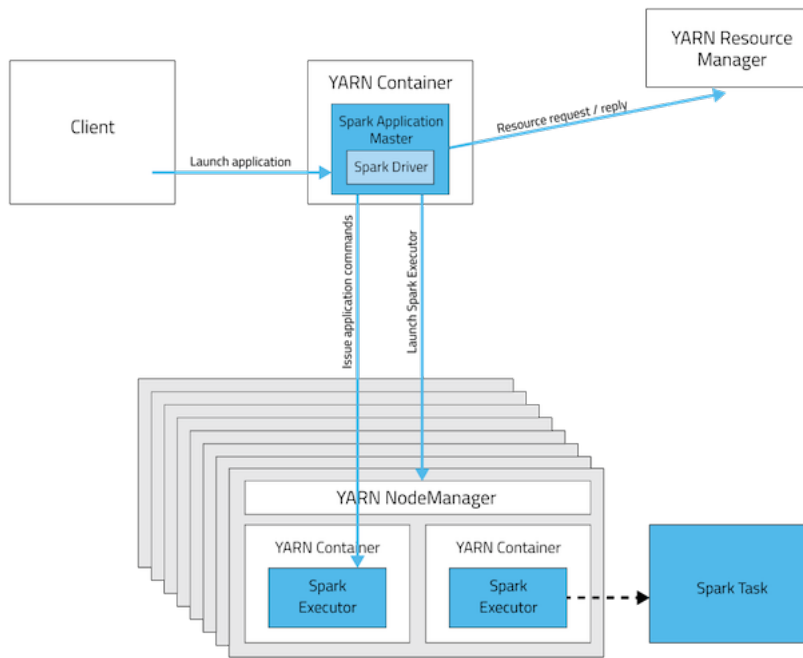 YARN Resource
Manager
YARN Container
Client
Spark Application
Master
Spark Driver
Launch application
Resource request / reply
Issue application commands
Launch Spark Executor
YARN NodeManager
YARN Container
YARN Container
Spark
Executor
Spark
Executor
Spark Task